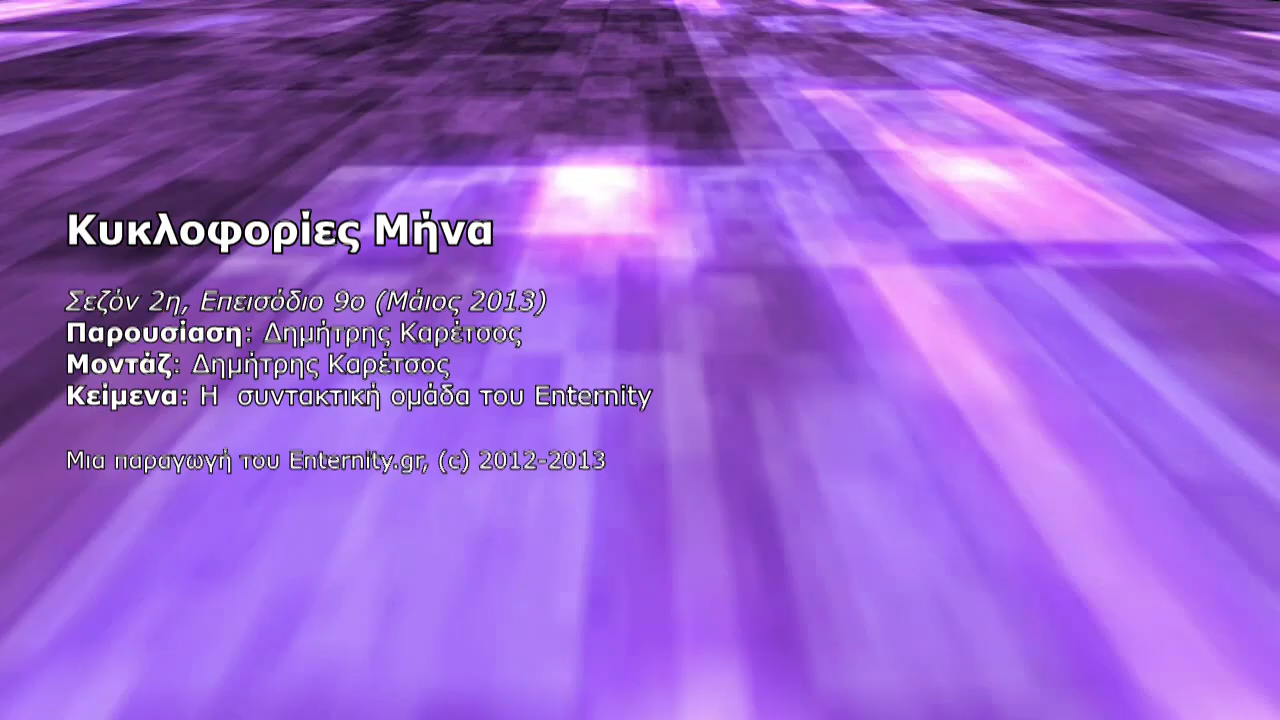 Κυκλοφορίες Μήνα
Σεζόν 2η, Επεισόδιο 9ο (Μάιος 2013)
Παρουσίαση: Δημήτρης Καρέτσος
Μοντάζ: Δημήτρης Καρέτσος
Κείμενα: Η  συντακτική ομάδα του Enternity
Μια παραγωγή του Enternity.gr, (c) 2012-2013